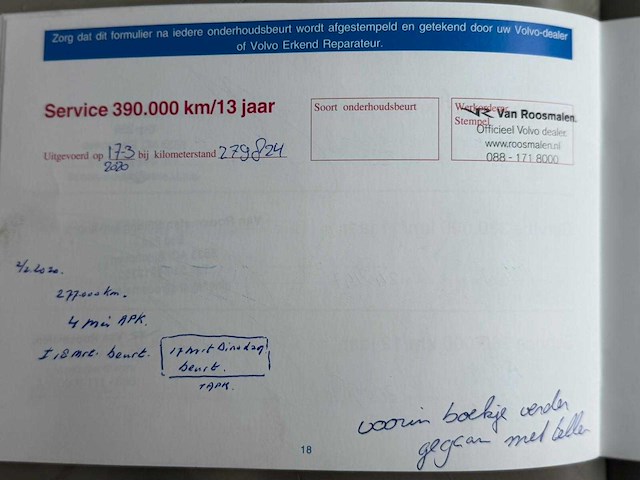 Zorg dat dit formulier na iedere onderhoudsbeurt wordt afgestempeld en getekend door uw Volvo-dealer
of Volvo Erkend Reparateur.
Service 390.000 km/13 jaar
Soort onderhoudsbeurt
Stempel
Van Roosmalen.
Officieel Volvo dealer.
www.roosmalen.nl
088 - 171 8000
Uitgevoerd op 17-3 bij kilometerstand 279824
2020
277000 km.
4 min APK.
beurt.
17 Mrt Dinsdag
beurt.
APK.
voorin boekje verder
gegaan met
18